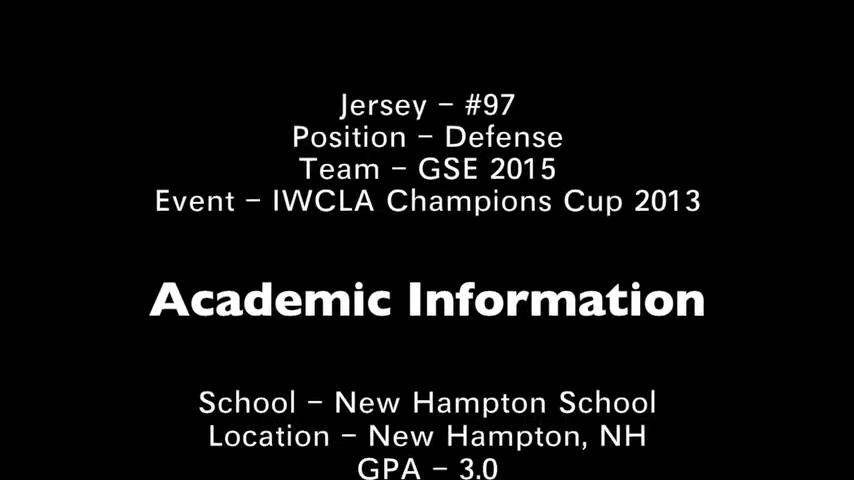 Jersey – #97
Position – Defense
Team – GSE 2015
Event – IWCLA Champions Cup 2013
Academic Information
School – New Hampton School
Location – New Hampton, NH
GPA – 3.0